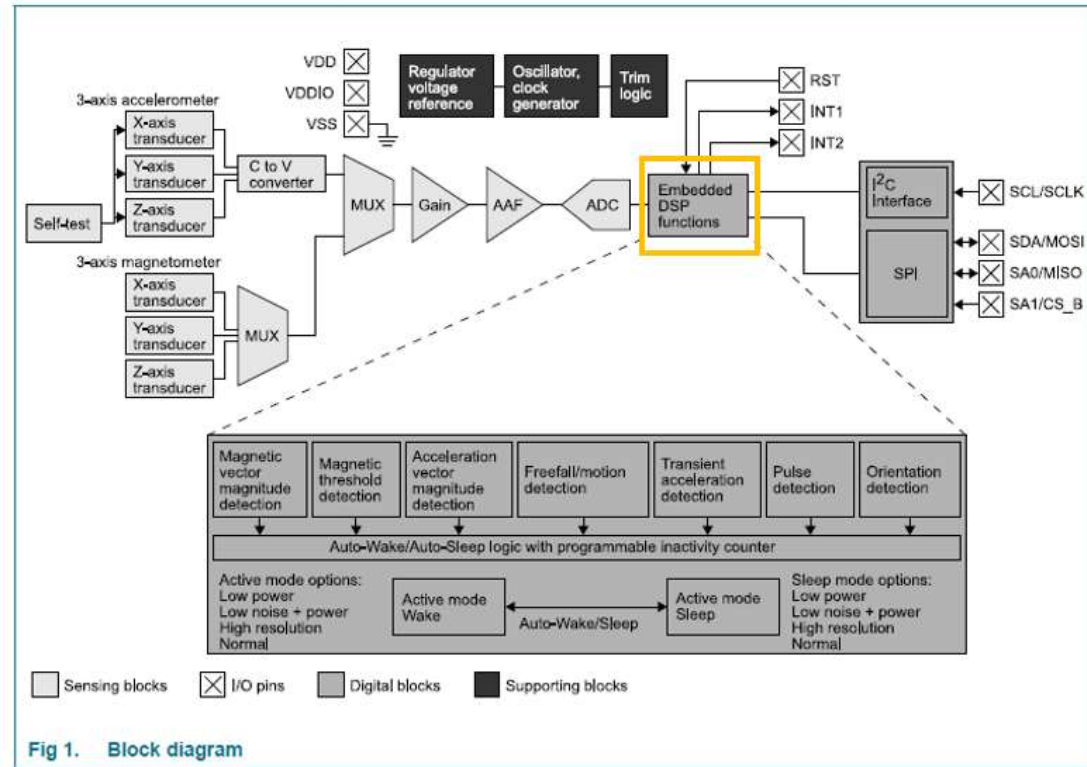 VDD
VDDIO
VSS
Regulator
voltage
reference
Oscillator,
clock
generator
Trim
logic
RST
INT1
INT2
3-axis accelerometer
X-axis
transducer
Y-axis
transducer
Z-axis
transducer
Self-test
C to V
converter
MUX
Gain
AAF
ADC
Embedded
DSP
functions
I2C
Interface
SPI
SCL/SCLK
SDA/MOSI
SA0/MISO
SA1/CS_B
3-axis magnetometer
X-axis
transducer
Y-axis
transducer
Z-axis
transducer
MUX
Magnetic
vector
magnitude
detection
Magnetic
threshold
detection
Acceleration
vector
magnitude
detection
Freefall/motion
detection
Transient
acceleration
detection
Pulse
detection
Orientation
detection
Auto-Wake/Auto-Sleep logic with programmable inactivity counter
Active mode options:
Low power
Low noise + power
High resolution
Normal
Active mode
Wake
Auto-Wake/Sleep
Active mode
Sleep
Sleep mode options:
Low power
Low noise + power
High resolution
Normal
Sensing blocks
I/O pins
Digital blocks
Supporting blocks
Fig 1. Block diagram